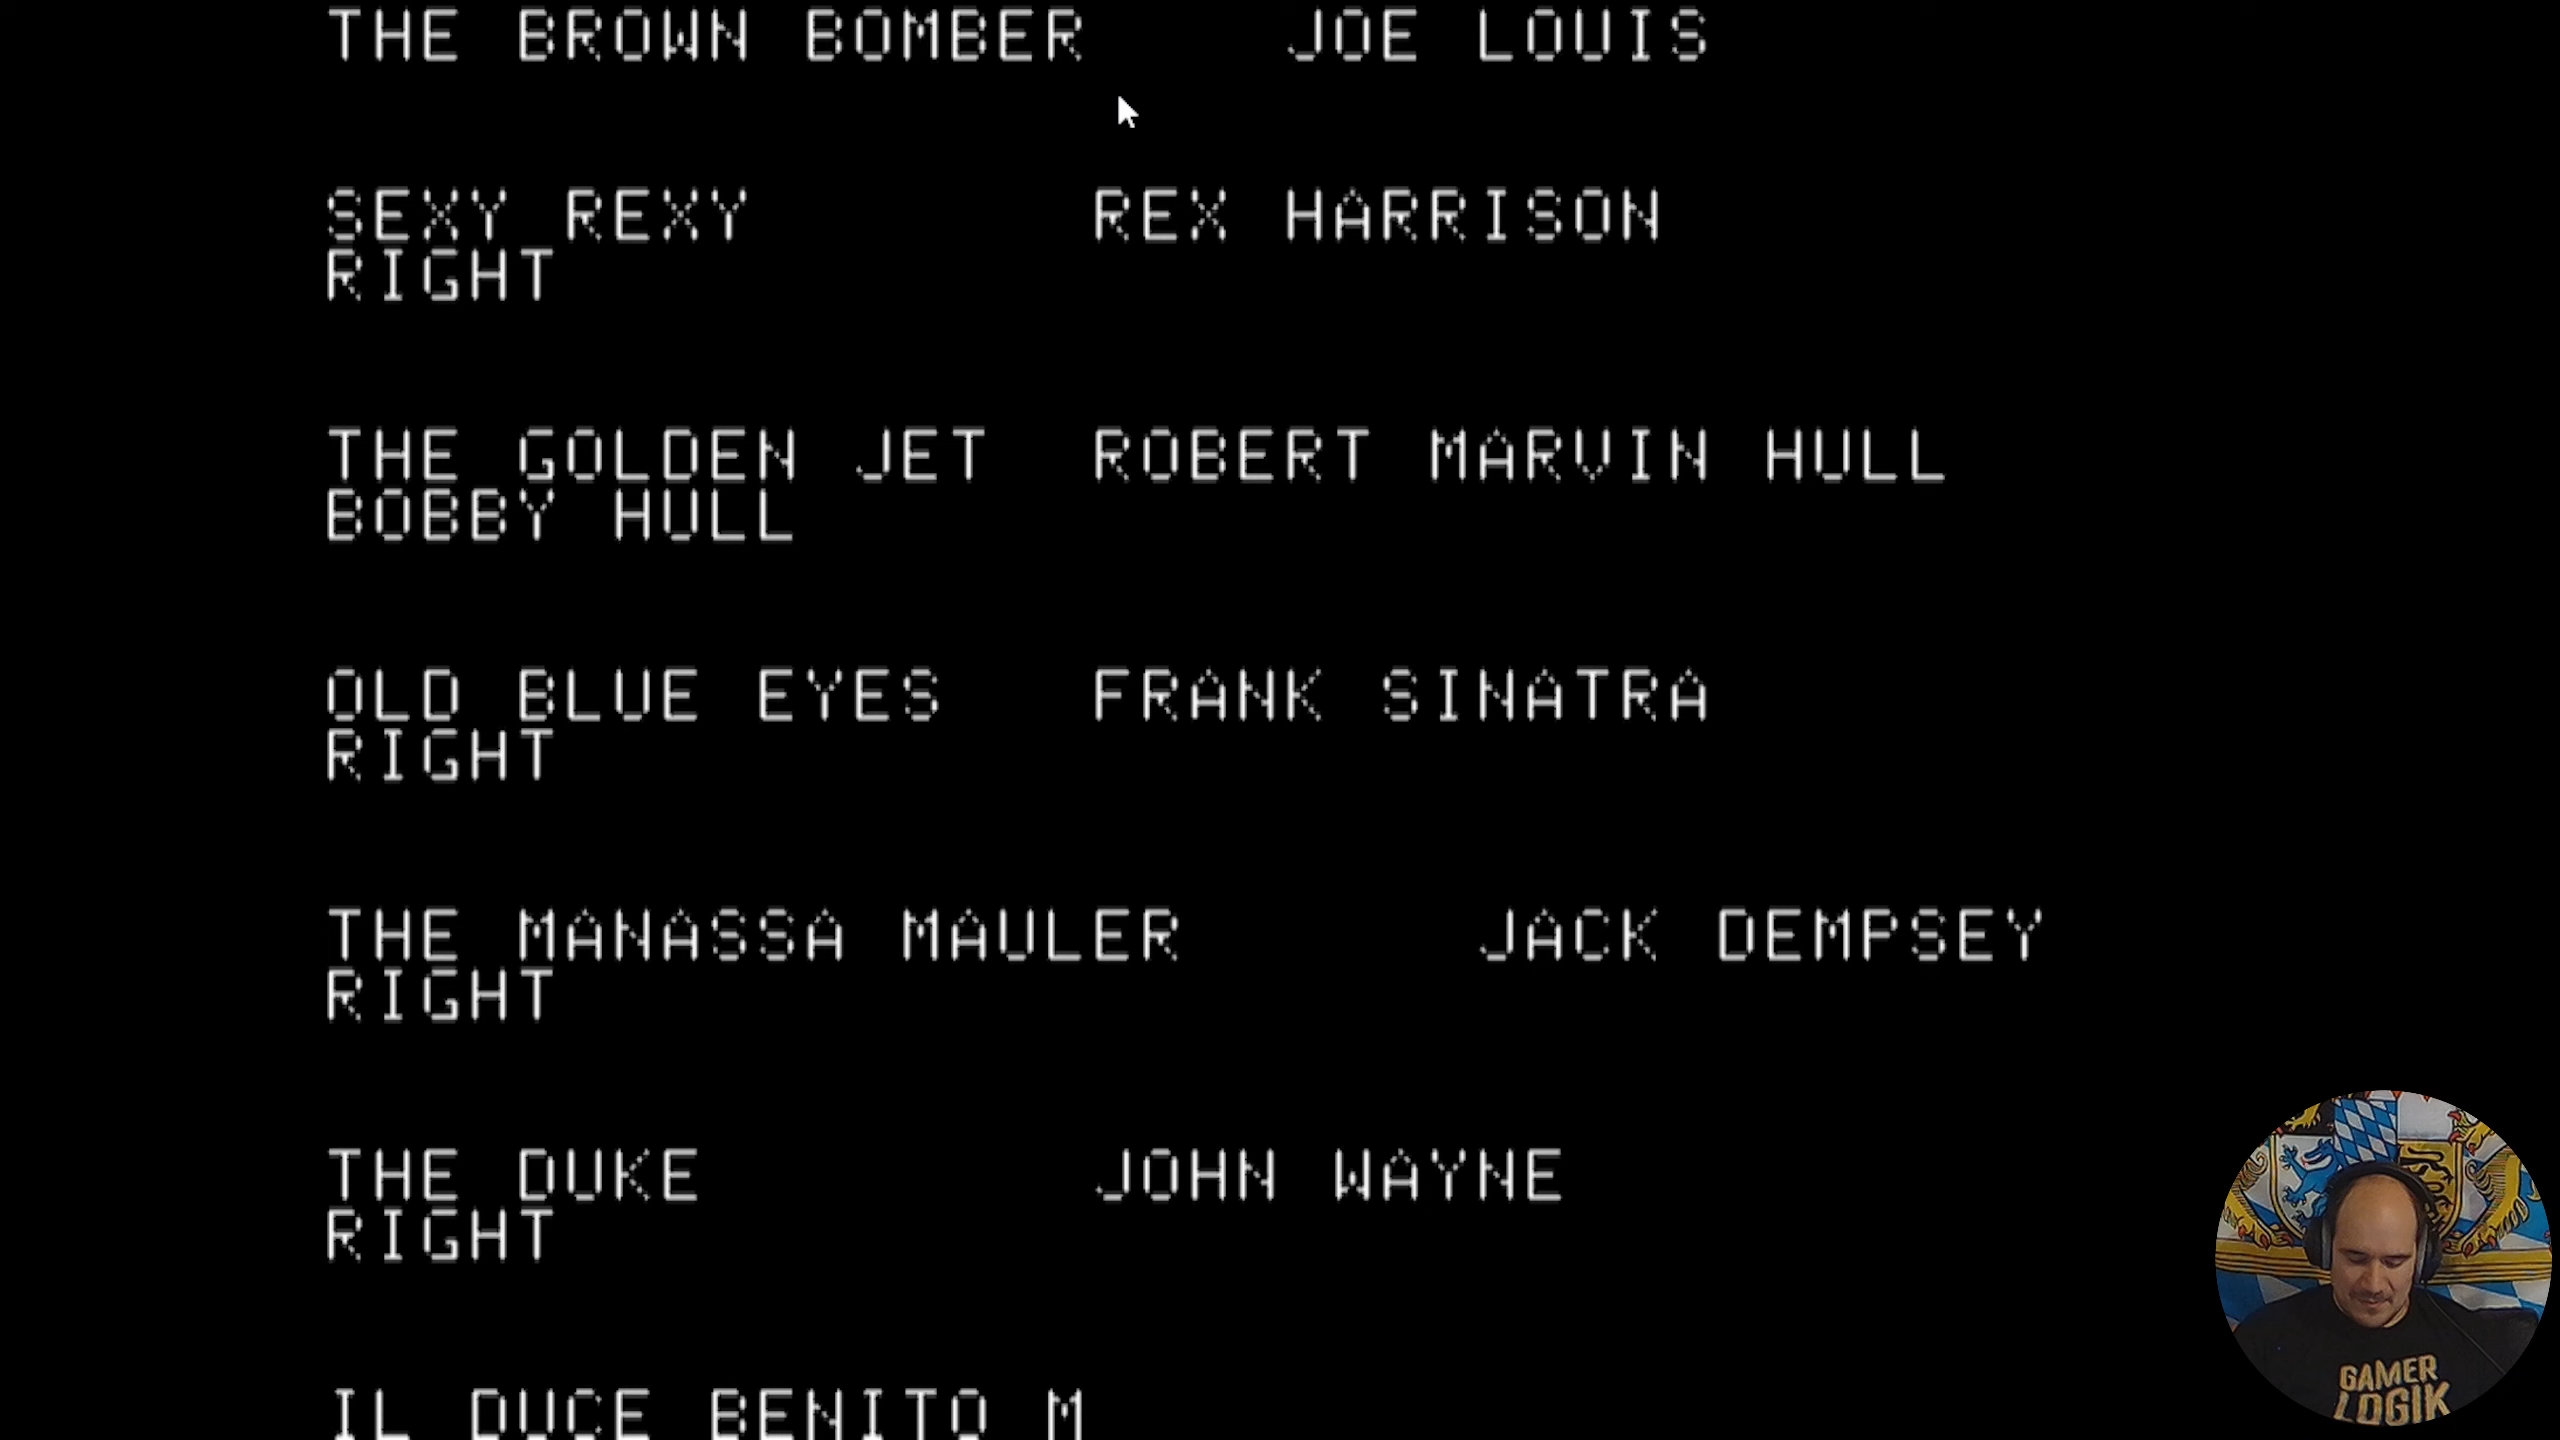 THE BROWN BOMBER JOE LOUIS
SEXY REXY REX HARRISON
RIGHT
THE GOLDEN JET ROBERT MARVIN HULL
BOBBY HULL
OLD BLUE EYES FRANK SINATRA
RIGHT
THE MANASSA MAULER JACK DEMPSEY
RIGHT
THE DUKE JOHN WAYNE
RIGHT
IL DUCE BENITO M
GAMER
LOGIK